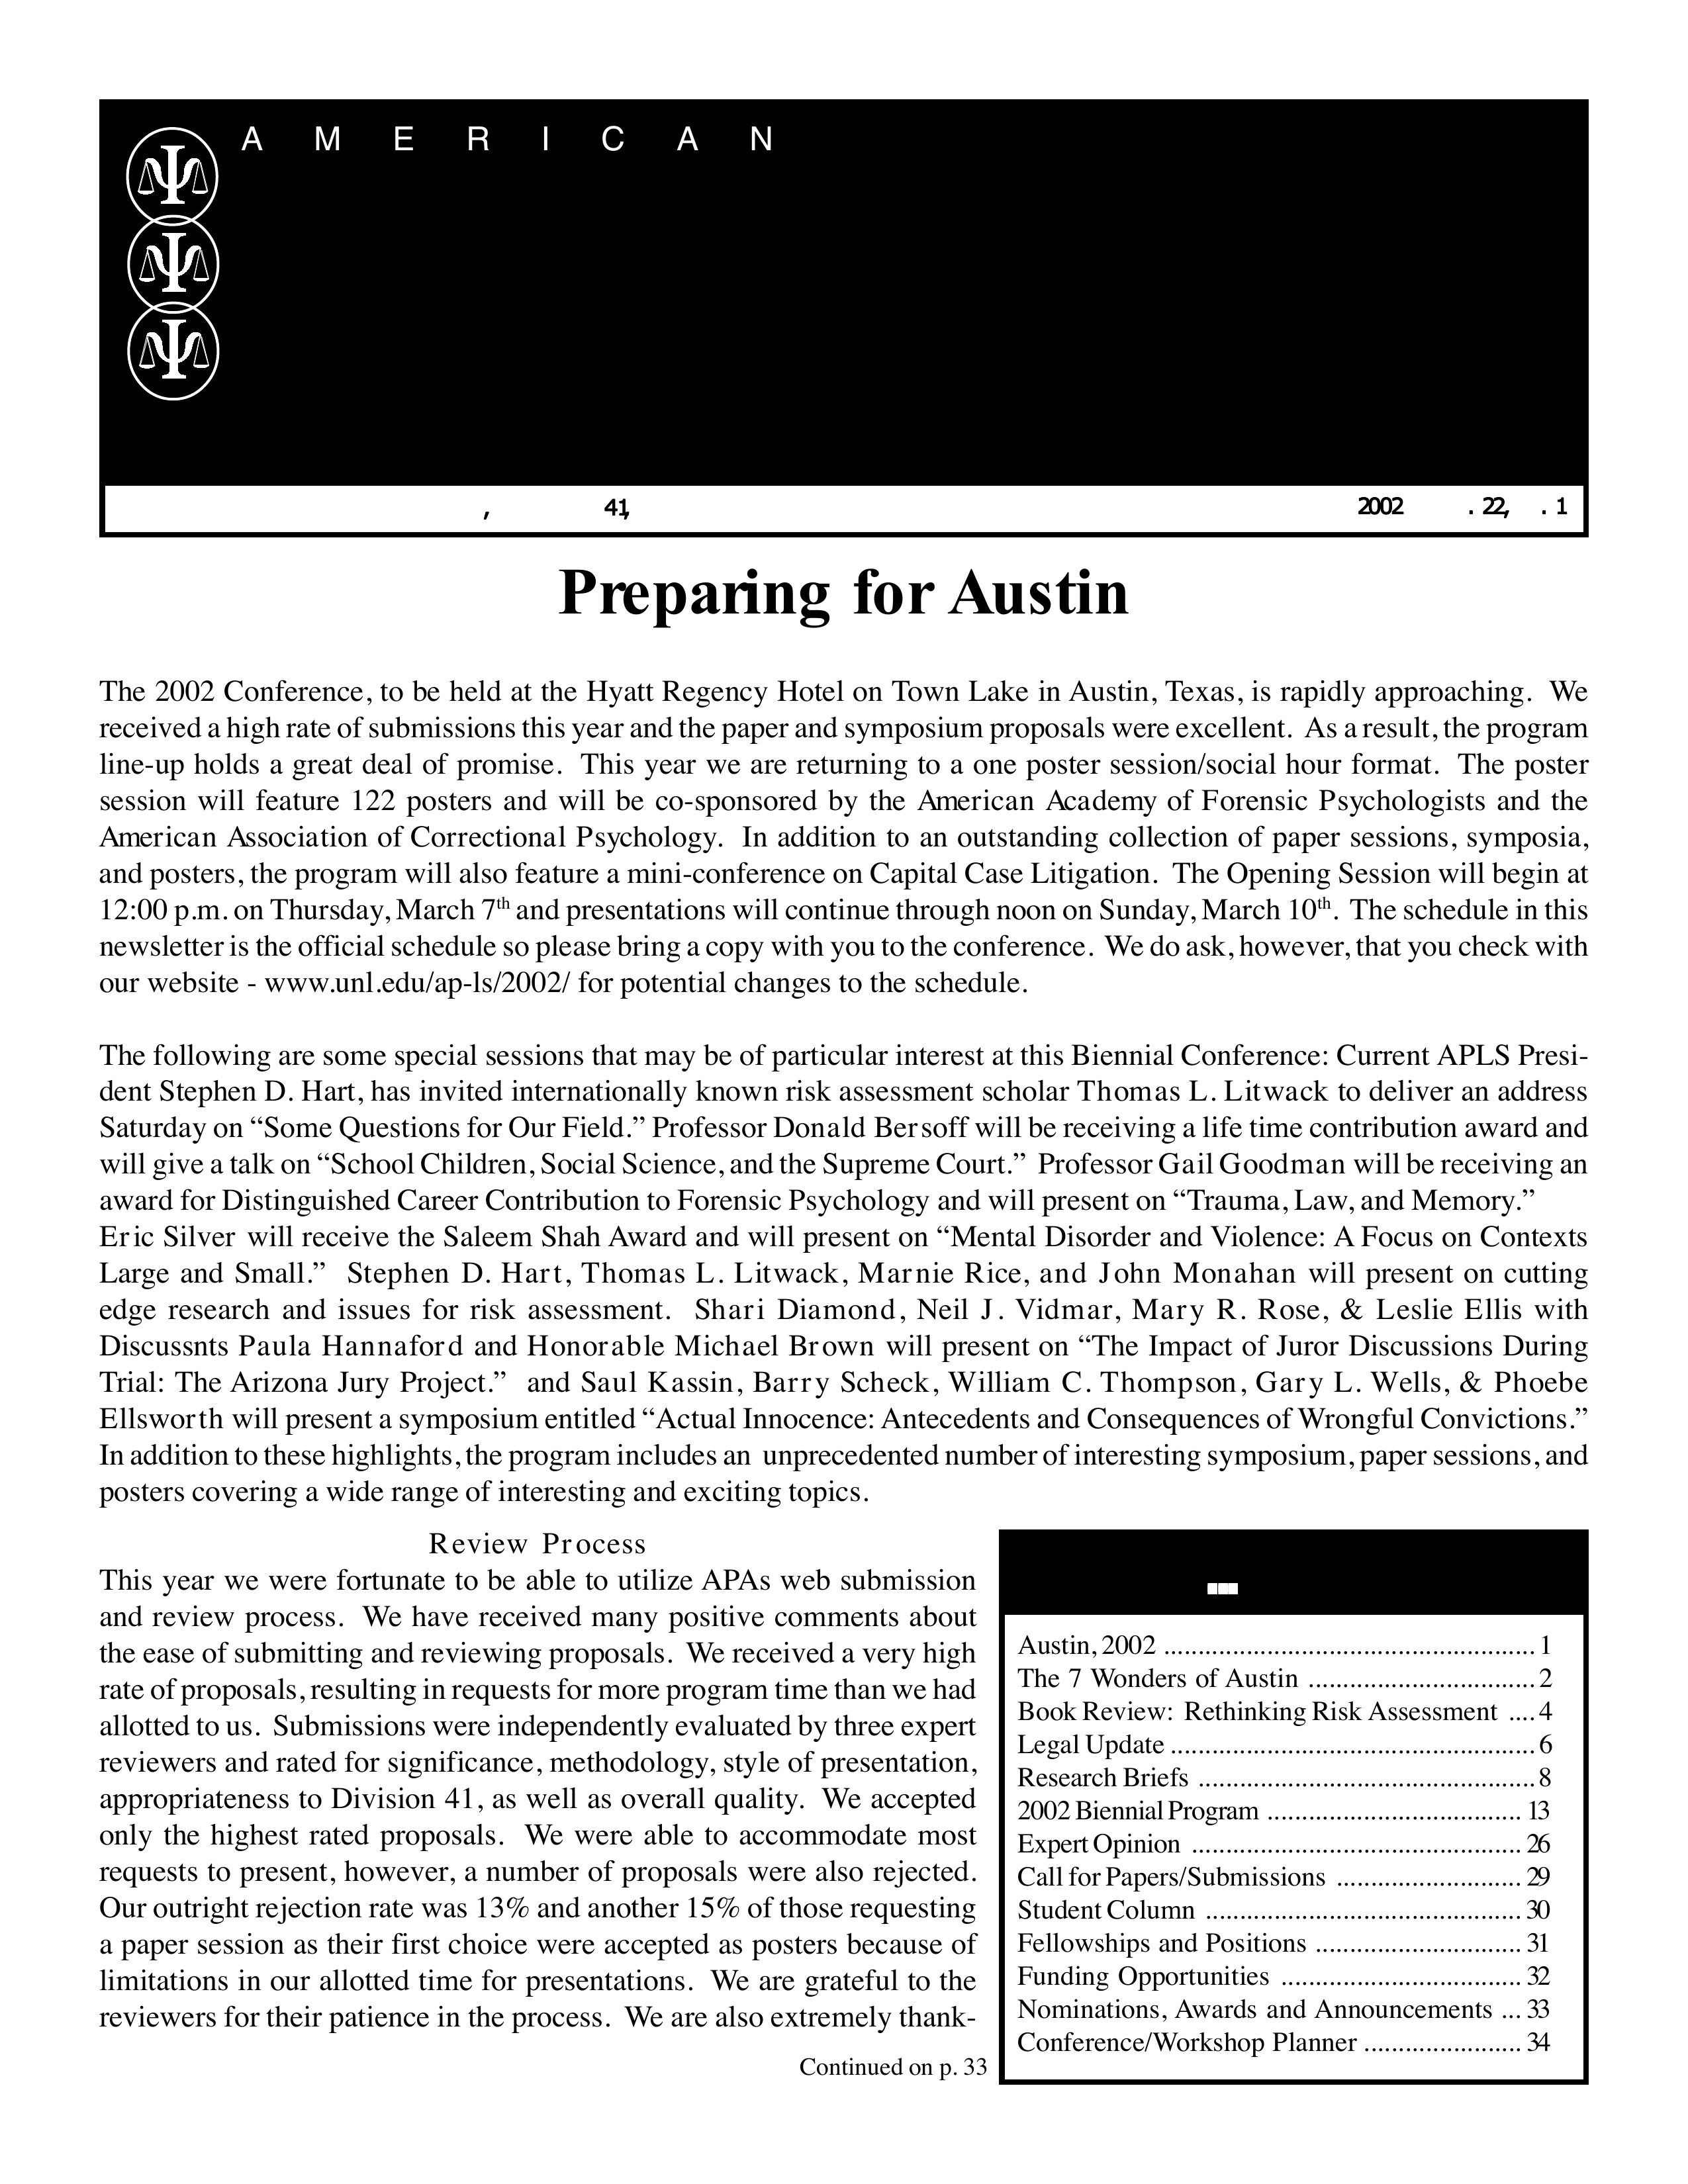 A M E R I C A N
, 41, 2002 . 22, . 1
Preparing for Austin
The 2002 Conference, to be held at the Hyatt Regency Hotel on Town Lake in Austin, Texas, is rapidly approaching. We
received a high rate of submissions this year and the paper and symposium proposals were excellent. As a result, the program
line-up holds a great deal of promise. This year we are returning to a one poster session/social hour format. The poster
session will feature 122 posters and will be co-sponsored by the American Academy of Forensic Psychologists and the
American Association of Correctional Psychology. In addition to an outstanding collection of paper sessions, symposia,
and posters, the program will also feature a mini-conference on Capital Case Litigation. The Opening Session will begin at
12:00 p.m. on Thursday, March 7th and presentations will continue through noon on Sunday, March 10th. The schedule in this
newsletter is the official schedule so please bring a copy with you to the conference. We do ask, however, that you check with
our website - www.unl.edu/ap-ls/2002/ for potential changes to the schedule.
The following are some special sessions that may be of particular interest at this Biennial Conference: Current APLS Presi-
dent Stephen D. Hart, has invited internationally known risk assessment scholar Thomas L. Litwack to deliver an address
Saturday on “Some Questions for Our Field.” Professor Donald Bersoff will be receiving a life time contribution award and
will give a talk on “School Children, Social Science, and the Supreme Court.” Professor Gail Goodman will be receiving an
award for Distinguished Career Contribution to Forensic Psychology and will present on “Trauma, Law, and Memory.”
Eric Silver will receive the Saleem Shah Award and will present on “Mental Disorder and Violence: A Focus on Contexts
Large and Small.” Stephen D. Hart, Thomas L. Litwack, Marnie Rice, and John Monahan will present on cutting
edge research and issues for risk assessment. Shari Diamond, Neil J. Vidmar, Mary R. Rose, & Leslie Ellis with
Discussnts Paula Hannaford and Honorable Michael Brown will present on “The Impact of Juror Discussions During
Trial: The Arizona Jury Project.” and Saul Kassin, Barry Scheck, William C. Thompson, Gary L. Wells, & Phoebe
Ellsworth will present a symposium entitled “Actual Innocence: Antecedents and Consequences of Wrongful Convictions.”
In addition to these highlights, the program includes an unprecedented number of interesting symposium, paper sessions, and
posters covering a wide range of interesting and exciting topics.
Review Process
This year we were fortunate to be able to utilize APAs web submission
and review process. We have received many positive comments about
the ease of submitting and reviewing proposals. We received a very high
rate of proposals, resulting in requests for more program time than we had
allotted to us. Submissions were independently evaluated by three expert
reviewers and rated for significance, methodology, style of presentation,
appropriateness to Division 41, as well as overall quality. We accepted
only the highest rated proposals. We were able to accommodate most
requests to present, however, a number of proposals were also rejected.
Our outright rejection rate was 13% and another 15% of those requesting
a paper session as their first choice were accepted as posters because of
limitations in our allotted time for presentations. We are grateful to the
reviewers for their patience in the process. We are also extremely thank-
Continued on p. 33
...
Austin, 2002 ...................................................... 1
The 7 Wonders of Austin ................................. 2
Book Review: Rethinking Risk Assessment .... 4
Legal Update ..................................................... 6
Research Briefs ................................................. 8
2002 Biennial Program ..................................... 13
Expert Opinion ................................................ 26
Call for Papers/Submissions ........................... 29
Student Column .............................................. 30
Fellowships and Positions .............................. 31
Funding Opportunities ................................... 32
Nominations, Awards and Announcements ... 33
Conference/Workshop Planner ....................... 34